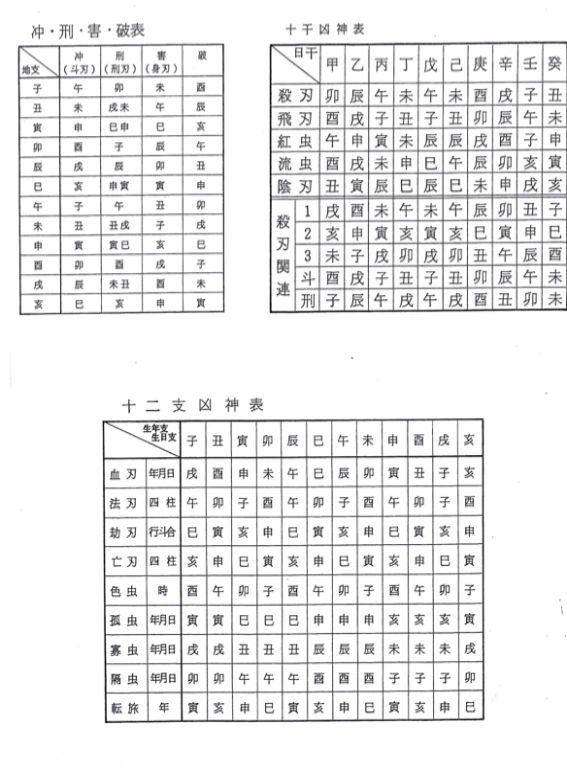 冲・刑・害・破表
地支 冲(斗刃) 刑(刑刃) 害(身刃) 破
子 午 卯 未 酉
丑 未 戌未 午 辰
寅 申 巳申 巳 亥
卯 酉 子 辰 午
辰 戌 辰 卯 丑
巳 亥 申寅 寅 申
午 子 午 丑 卯
未 丑 丑戌 子 戌
申 寅 寅巳 亥 巳
酉 卯 酉 戌 子
戌 辰 未丑 酉 未
亥 巳 亥 申 寅
十干凶神表
日干 甲 乙 丙 丁 戊 己 庚 辛 壬 癸
殺刃 卯 辰 午 未 午 未 酉 戌 子 丑
飛刃 酉 戌 子 丑 子 丑 卯 辰 午 未
紅虫 午 申 寅 未 辰 辰 戌 酉 子 申
流虫 酉 戌 未 申 巳 午 辰 卯 亥 寅
陰刃 丑 寅 辰 巳 辰 巳 未 申 戌 亥
殺刃関連
1 戌 酉 未 午 未 午 辰 卯 丑 子
2 亥 申 寅 亥 寅 亥 巳 寅 申 巳
3 未 子 戌 卯 戌 卯 丑 午 辰 酉
斗 酉 戌 子 丑 子 丑 卯 辰 午 未
刑 子 辰 午 戌 午 戌 酉 丑 卯 未
十二支凶神表
生年支 生日支 子 丑 寅 卯 辰 巳 午 未 申 酉 戌 亥
血刃 年月日 戌 酉 申 未 午 巳 辰 卯 寅 丑 子 亥
法刃 四柱 午 卯 子 酉 午 卯 子 酉 午 卯 子 酉
劫刃 行斗合 巳 寅 亥 申 巳 寅 亥 申 巳 寅 亥 申
亡刃 四柱 亥 申 巳 寅 亥 申 巳 寅 亥 申 巳 寅
色虫 時 酉 午 卯 子 酉 午 卯 子 酉 午 卯 子
孤虫 年月日 寅 寅 巳 巳 巳 申 申 申 亥 亥 亥 寅
寡虫 年月日 戌 戌 丑 丑 丑 辰 辰 辰 未 未 未 戌
隔虫 年月日 卯 卯 午 午 午 酉 酉 酉 子 子 子 卯
転旅 年 寅 亥 申 巳 寅 亥 申 巳 寅 亥 申 巳